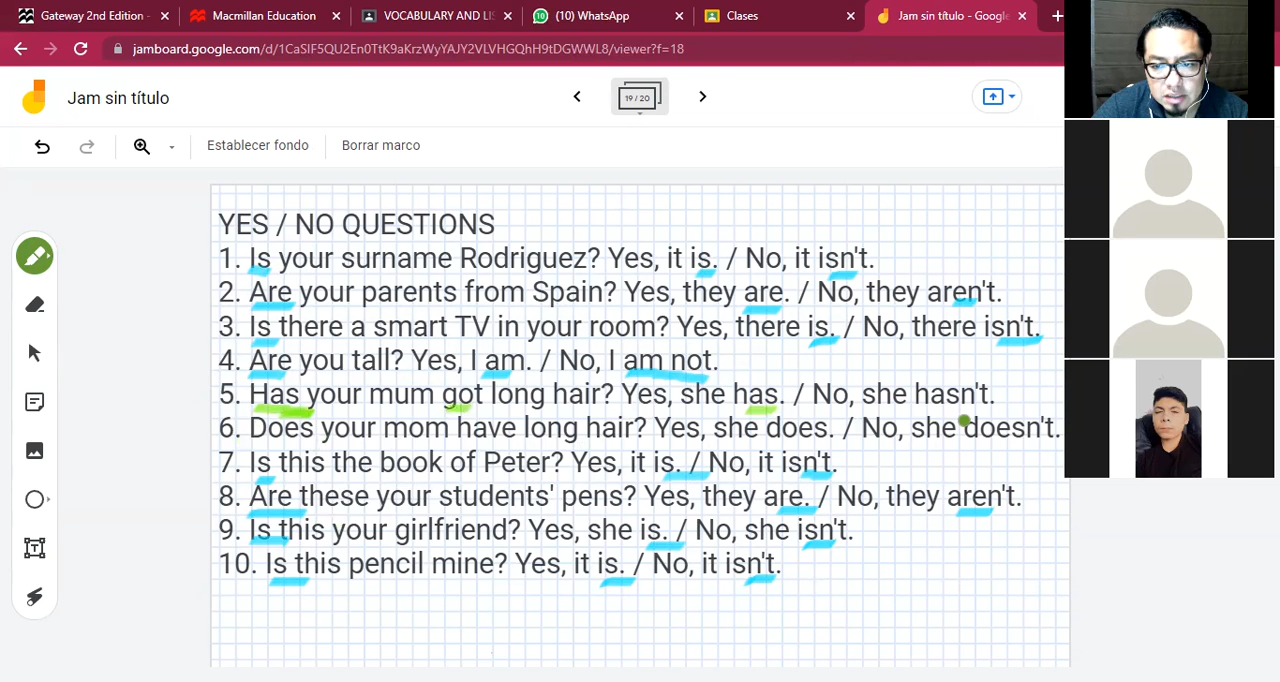 Gateway 2nd Edition -
Macmillan Education
VOCABULARY AND LIS
(10) WhatsApp
Clases
Jam sin título - Google
jamboard.google.com/d/1CaSIF5QU2En0TtK9aKrzWyYAJY2VLVHGQhH9tDGWWL8/viewer?f=18
Jam sin título
19 / 20
Establecer fondo
Borrar marco
YES / NO QUESTIONS
1. Is your surname Rodriguez? Yes, it is. / No, it isn't.
2. Are your parents from Spain? Yes, they are. / No, they aren't.
3. Is there a smart TV in your room? Yes, there is. / No, there isn't.
4. Are you tall? Yes, I am. / No, I am not.
5. Has your mum got long hair? Yes, she has. / No, she hasn't.
6. Does your mom have long hair? Yes, she does. / No, she doesn't.
7. Is this the book of Peter? Yes, it is. / No, it isn't.
8. Are these your students' pens? Yes, they are. / No, they aren't.
9. Is this your girlfriend? Yes, she is. / No, she isn't.
10. Is this pencil mine? Yes, it is. / No, it isn't.